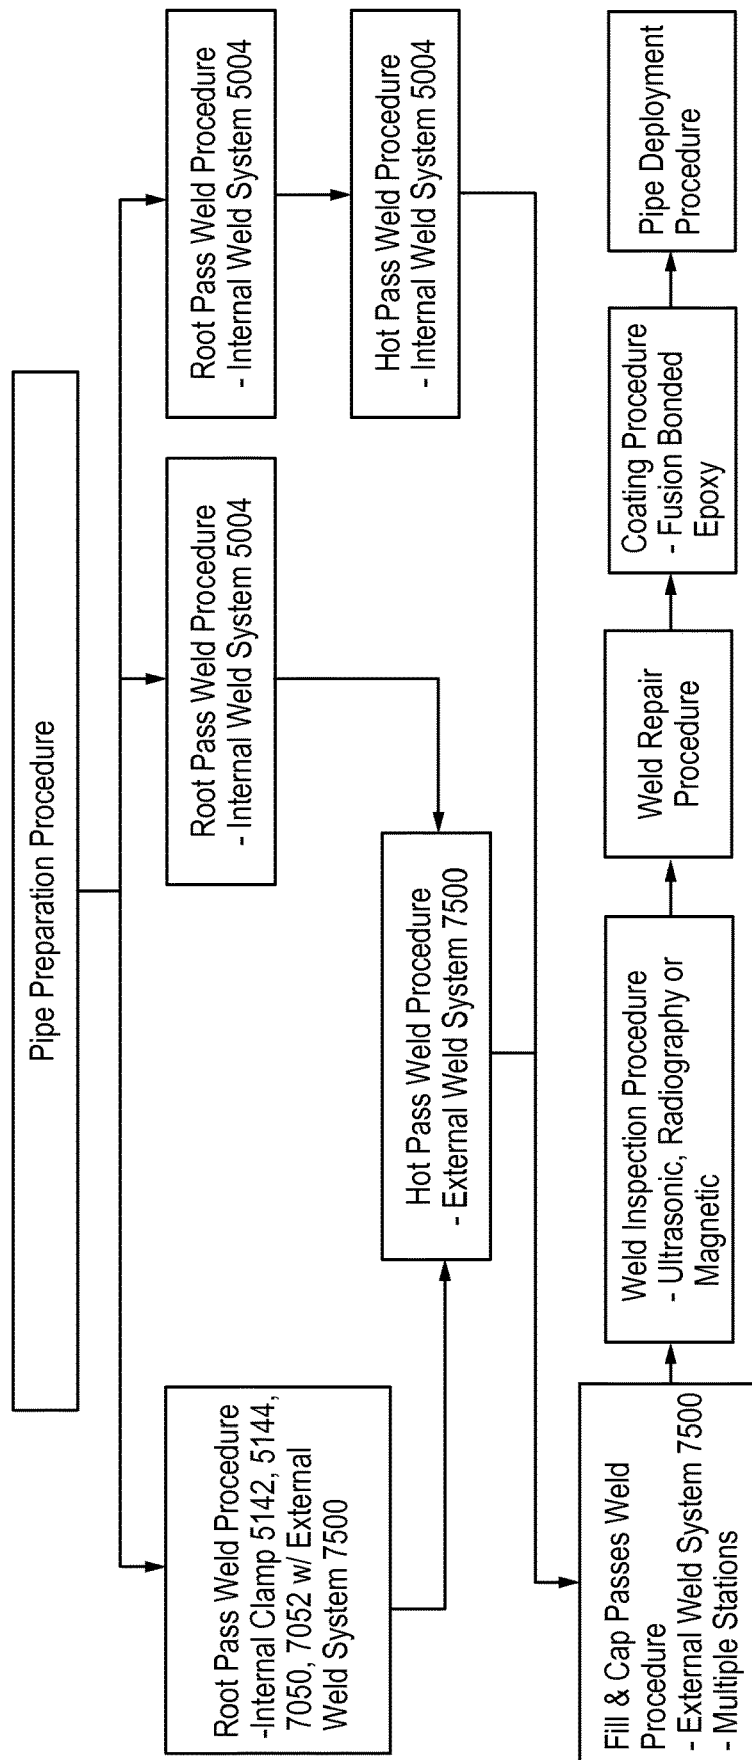 Pipe Preparation Procedure
Root Pass Weld Procedure
-Internal Clamp 5142, 5144,
7050, 7052 w/ External
Weld System 7500
Root Pass Weld Procedure
- Internal Weld System 5004
Root Pass Weld Procedure
- Internal Weld System 5004
Hot Pass Weld Procedure
- External Weld System 7500
Hot Pass Weld Procedure
- Internal Weld System 5004
Fill & Cap Passes Weld
Procedure
- External Weld System 7500
- Multiple Stations
Weld Inspection Procedure
- Ultrasonic, Radiography or
Magnetic
Weld Repair
Procedure
Coating Procedure
- Fusion Bonded
Epoxy
Pipe Deployment
Procedure